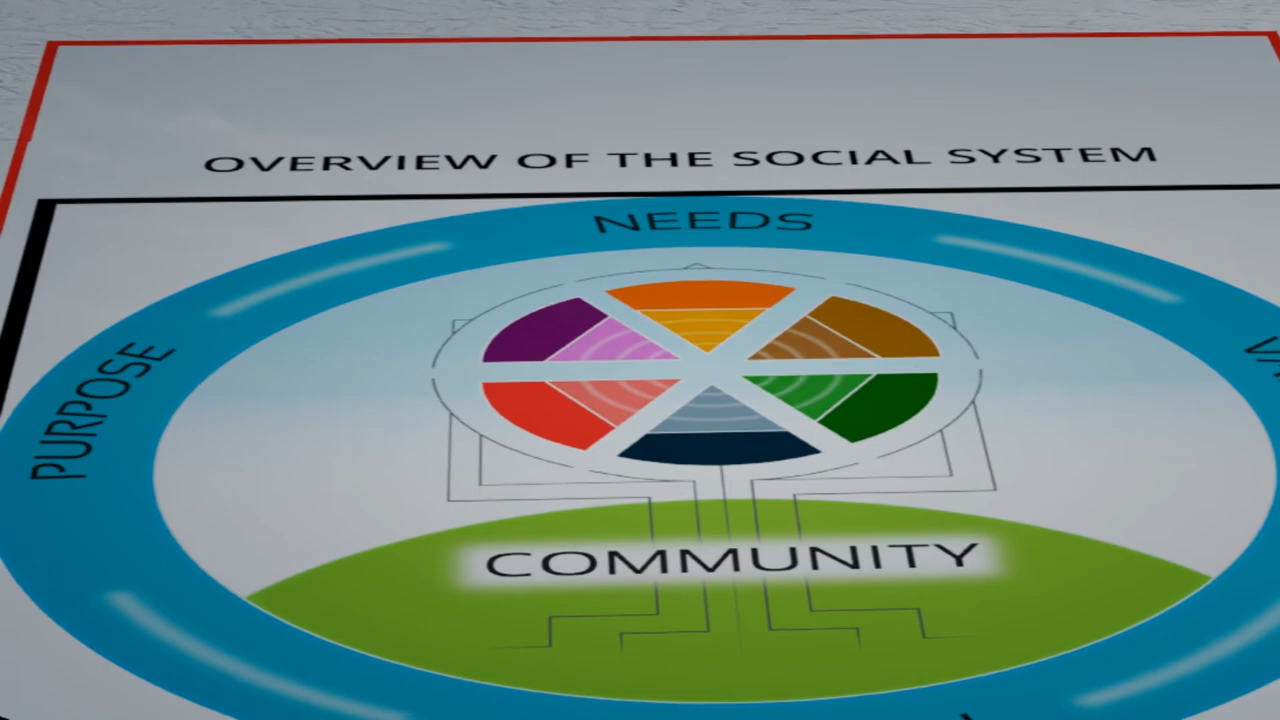 OVERVIEW OF THE SOCIAL SYSTEM
NEEDS
PURPOSE
COMMUNITY